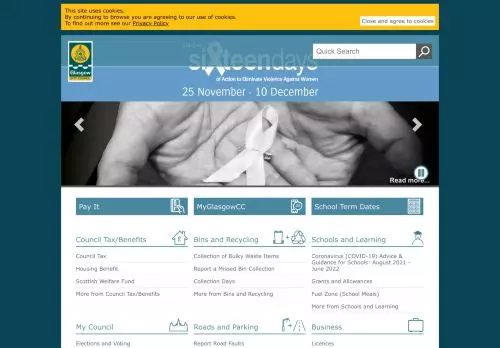 This site uses cookies.
By continuing to browse you are agreeing to our use of cookies.
To find out more see our Privacy Policy
Close and agree to cookies
Glasgow
CITY COUNCIL
sixteendays
of Action to Eliminate Violence Against Women
25 November - 10 December
Quick Search
Read more...
Pay It
MyGlasgowCC
School Term Dates
Council Tax/Benefits
Council Tax
Housing Benefit
Scottish Welfare Fund
More from Council Tax/Benefits
Bins and Recycling
Collection of Bulky Waste Items
Report a Missed Bin Collection
Collection Days
More from Bins and Recycling
Schools and Learning
Coronavirus (COVID-19) Advice &
Guidance for Schools: August 2021 -
June 2022
Grants and Allowances
Fuel Zone (School Meals)
More from Schools and Learning
My Council
Elections and Voting
Roads and Parking
Report Road Faults
Business
Licences